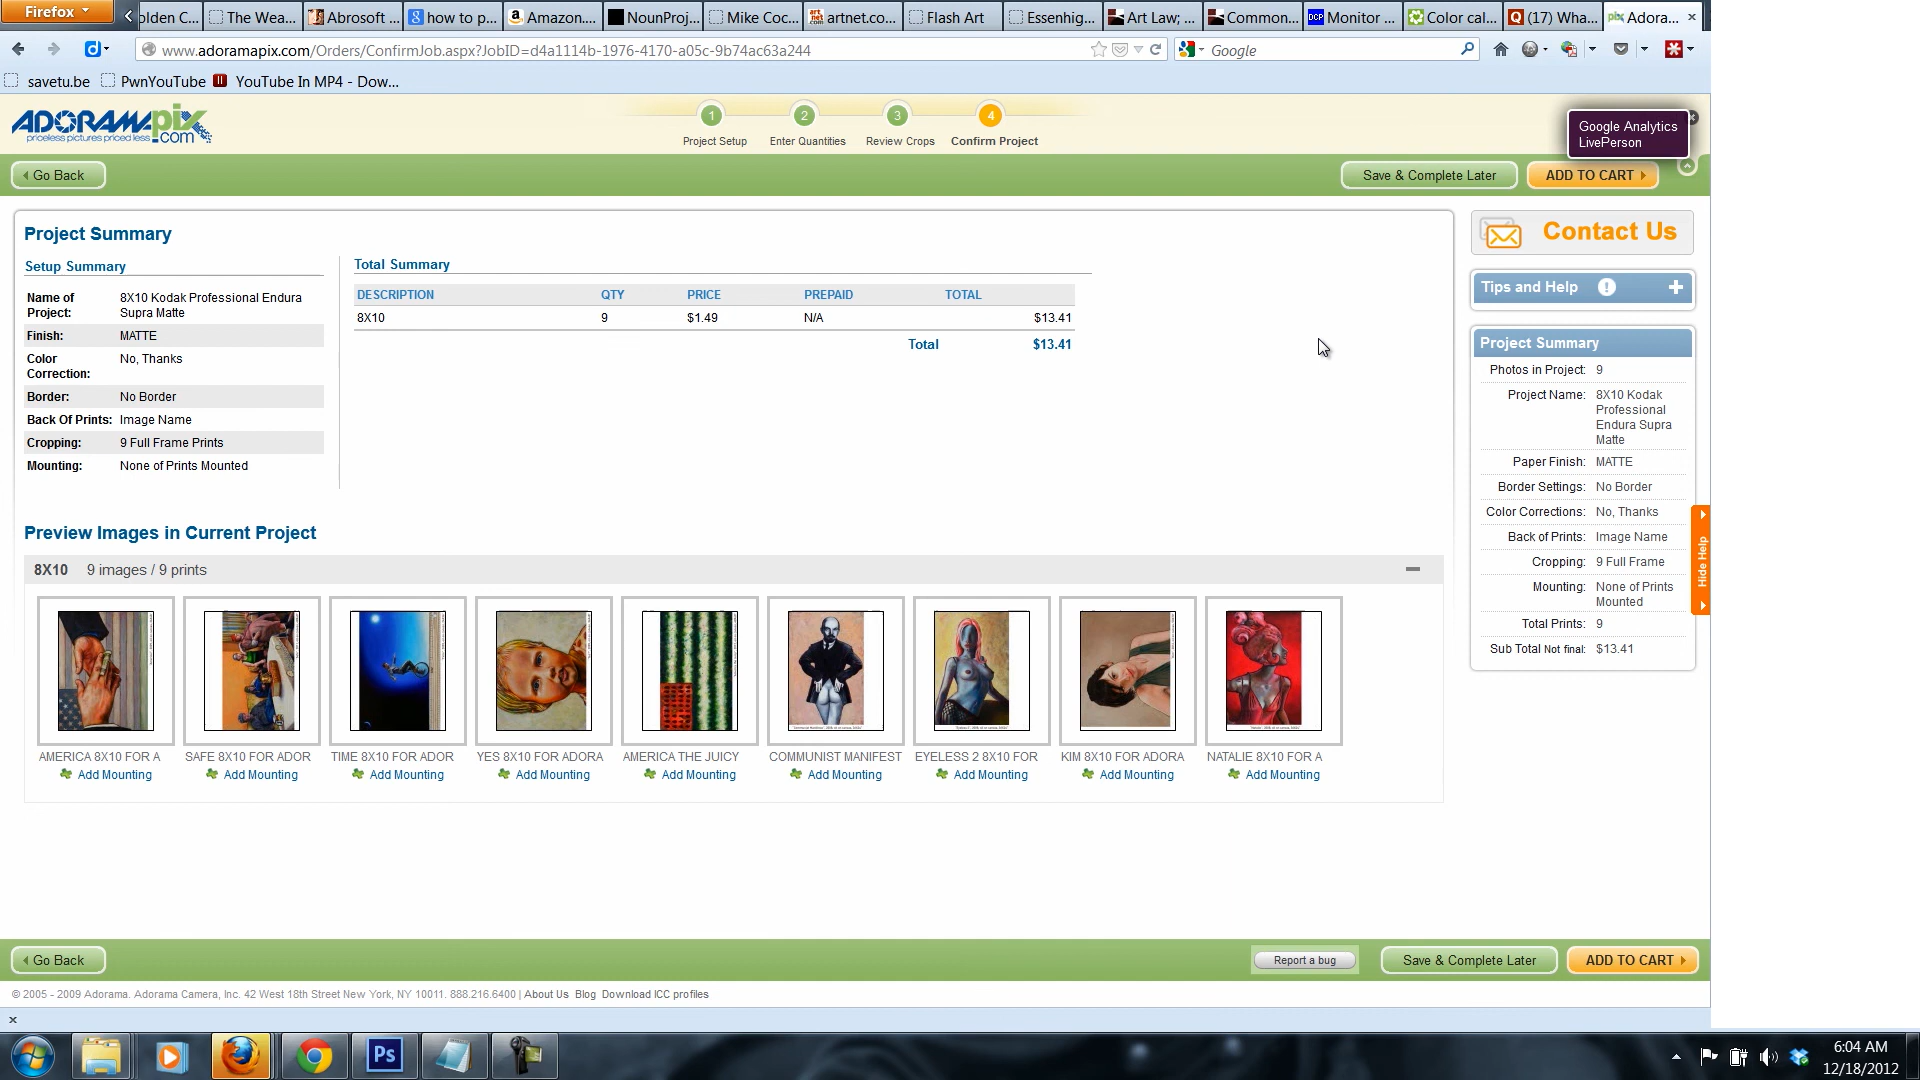 Firefox
olden C...
The Wea...
Abrosoft ...
how to p...
Amazon....
NounProj...
Mike Coc...
artnet.co...
Flash Art
Essenhig...
Art Law; ...
Common...
Monitor ...
Color cal...
(17) Wha...
Adora...
www.adoramapix.com/Orders/ConfirmJob.aspx?JobID=d4a1114b-1976-4170-a05c-9b74ac63a244
Google
savetu.be
PwnYouTube
YouTube In MP4 - Dow...
ADORAMApix.com
priceless pictures priced less.
1
2
3
4
Project Setup
Enter Quantities
Review Crops
Confirm Project
Google Analytics
LivePerson
Go Back
Save & Complete Later
ADD TO CART
Project Summary
Setup Summary
Name of Project: 8X10 Kodak Professional Endura Supra Matte
Finish: MATTE
Color Correction: No, Thanks
Border: No Border
Back Of Prints: Image Name
Cropping: 9 Full Frame Prints
Mounting: None of Prints Mounted
Total Summary
DESCRIPTION QTY PRICE PREPAID TOTAL
8X10 9 $1.49 N/A $13.41
Total $13.41
Contact Us
Tips and Help
Project Summary
Photos in Project: 9
Project Name: 8X10 Kodak
Professional
Endura Supra
Matte
Paper Finish: MATTE
Border Settings: No Border
Color Corrections: No, Thanks
Back of Prints: Image Name
Cropping: 9 Full Frame
Mounting: None of Prints
Mounted
Total Prints: 9
Sub Total Not final: $13.41
Hide Help
Preview Images in Current Project
8X10 9 images / 9 prints
AMERICA 8X10 FOR A
SAFE 8X10 FOR ADOR
TIME 8X10 FOR ADOR
YES 8X10 FOR ADORA
AMERICA THE JUICY
COMMUNIST MANIFEST
EYELESS 2 8X10 FOR
KIM 8X10 FOR ADORA
NATALIE 8X10 FOR A
Add Mounting
Add Mounting
Add Mounting
Add Mounting
Add Mounting
Add Mounting
Add Mounting
Add Mounting
Add Mounting
Go Back
Report a bug
Save & Complete Later
ADD TO CART
© 2005 - 2009 Adorama. Adorama Camera, Inc. 42 West 18th Street New York, NY 10011. 888.216.6400 | About Us Blog Download ICC profiles
Ps
6:04 AM
12/18/2012